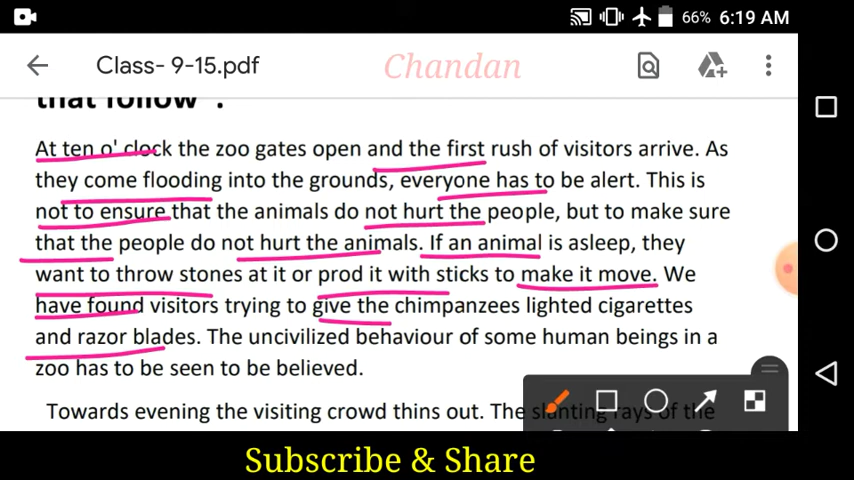 66% 6:19 AM
Class- 9-15.pdf Chandan
that follow :
At ten o' clock the zoo gates open and the first rush of visitors arrive. As
they come flooding into the grounds, everyone has to be alert. This is
not to ensure that the animals do not hurt the people, but to make sure
that the people do not hurt the animals. If an animal is asleep, they
want to throw stones at it or prod it with sticks to make it move. We
have found visitors trying to give the chimpanzees lighted cigarettes
and razor blades. The uncivilized behaviour of some human beings in a
zoo has to be seen to be believed.
Towards evening the visiting crowd thins out. The slanting rays of the
Subscribe & Share